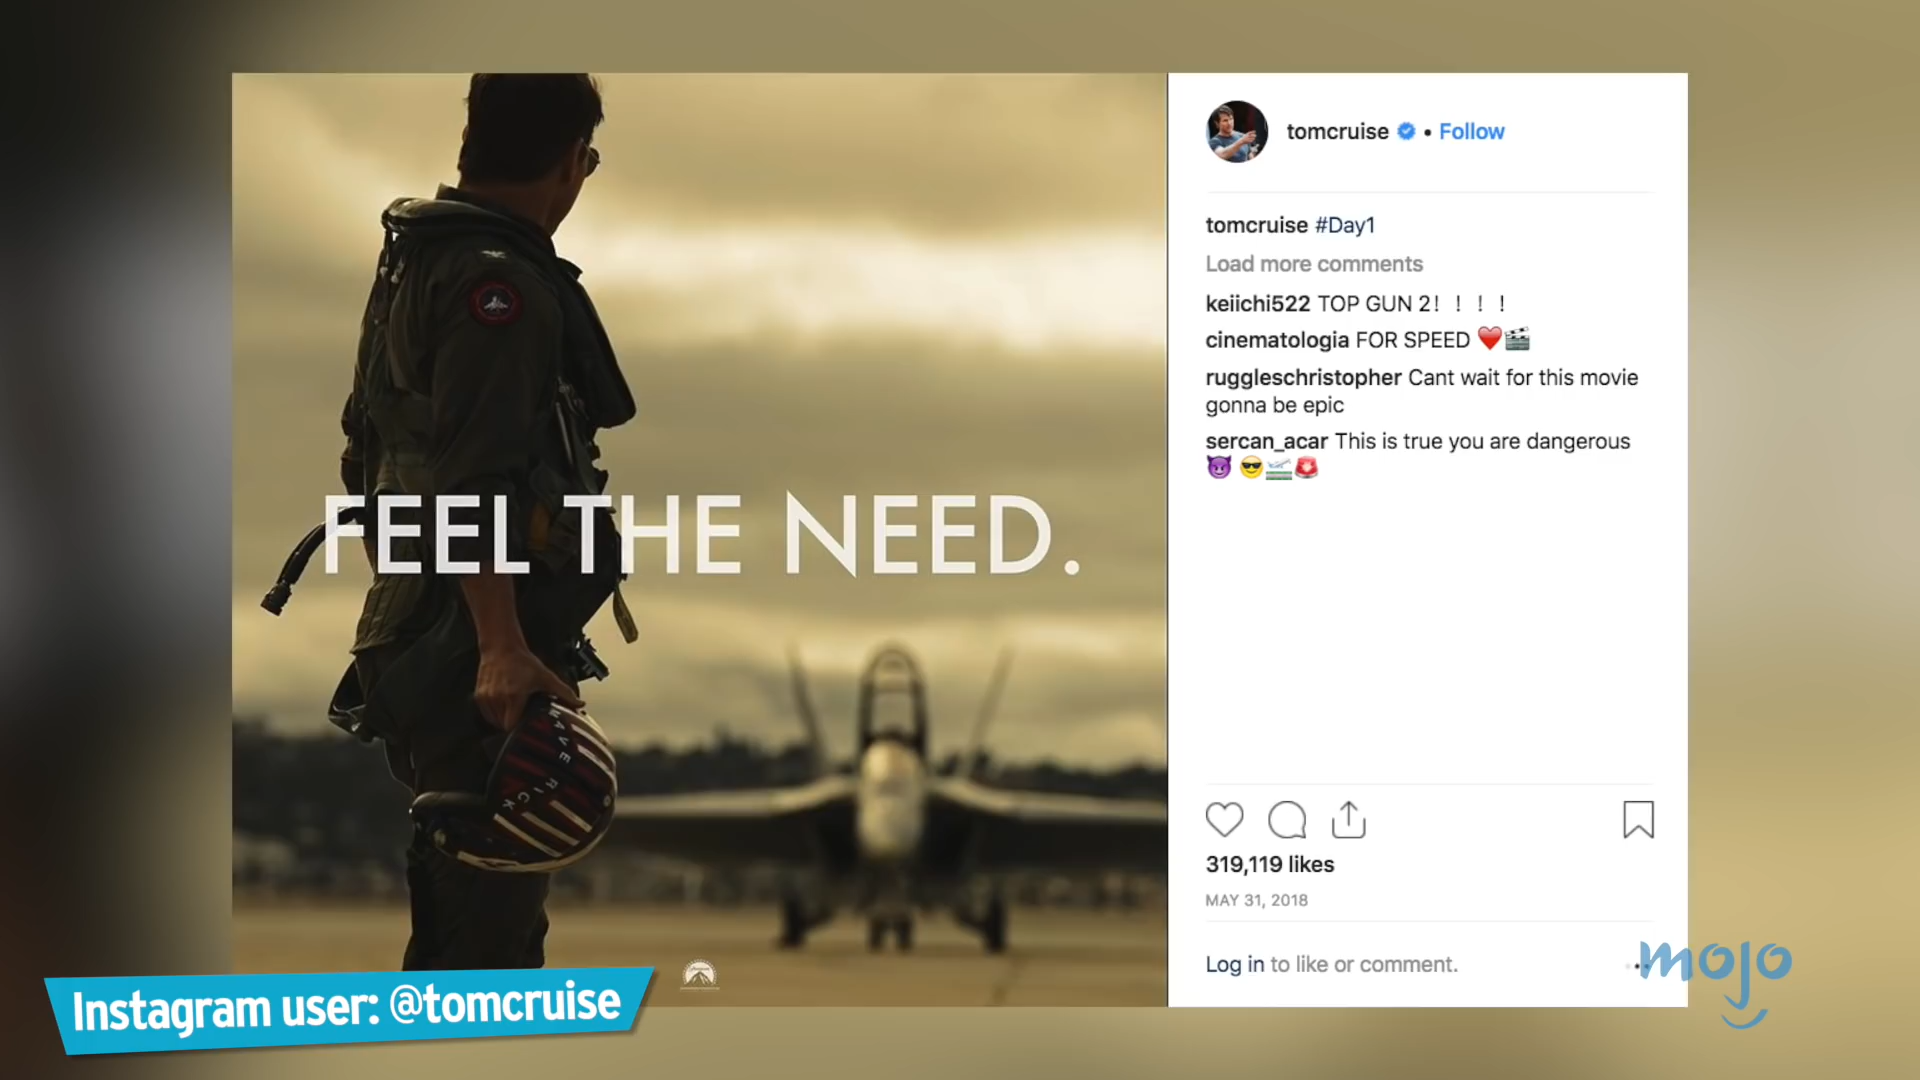 tomcruise • Follow
tomcruise #Day1
Load more comments
keiichi522 TOP GUN 2！！！！
cinematologia FOR SPEED ❤️🎬
ruggleschristopher Cant wait for this movie
gonna be epic
sercan_acar This is true you are dangerous
😈 😎🛫🚨
FEEL THE NEED.
MAVERICK
319,119 likes
MAY 31, 2018
Log in to like or comment.
mojo
Instagram user: @tomcruise